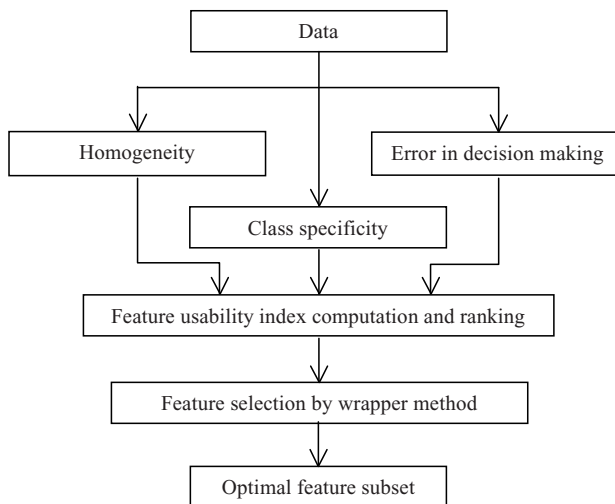 Data
Homogeneity
Error in decision making
Class specificity
Feature usability index computation and ranking
Feature selection by wrapper method
Optimal feature subset